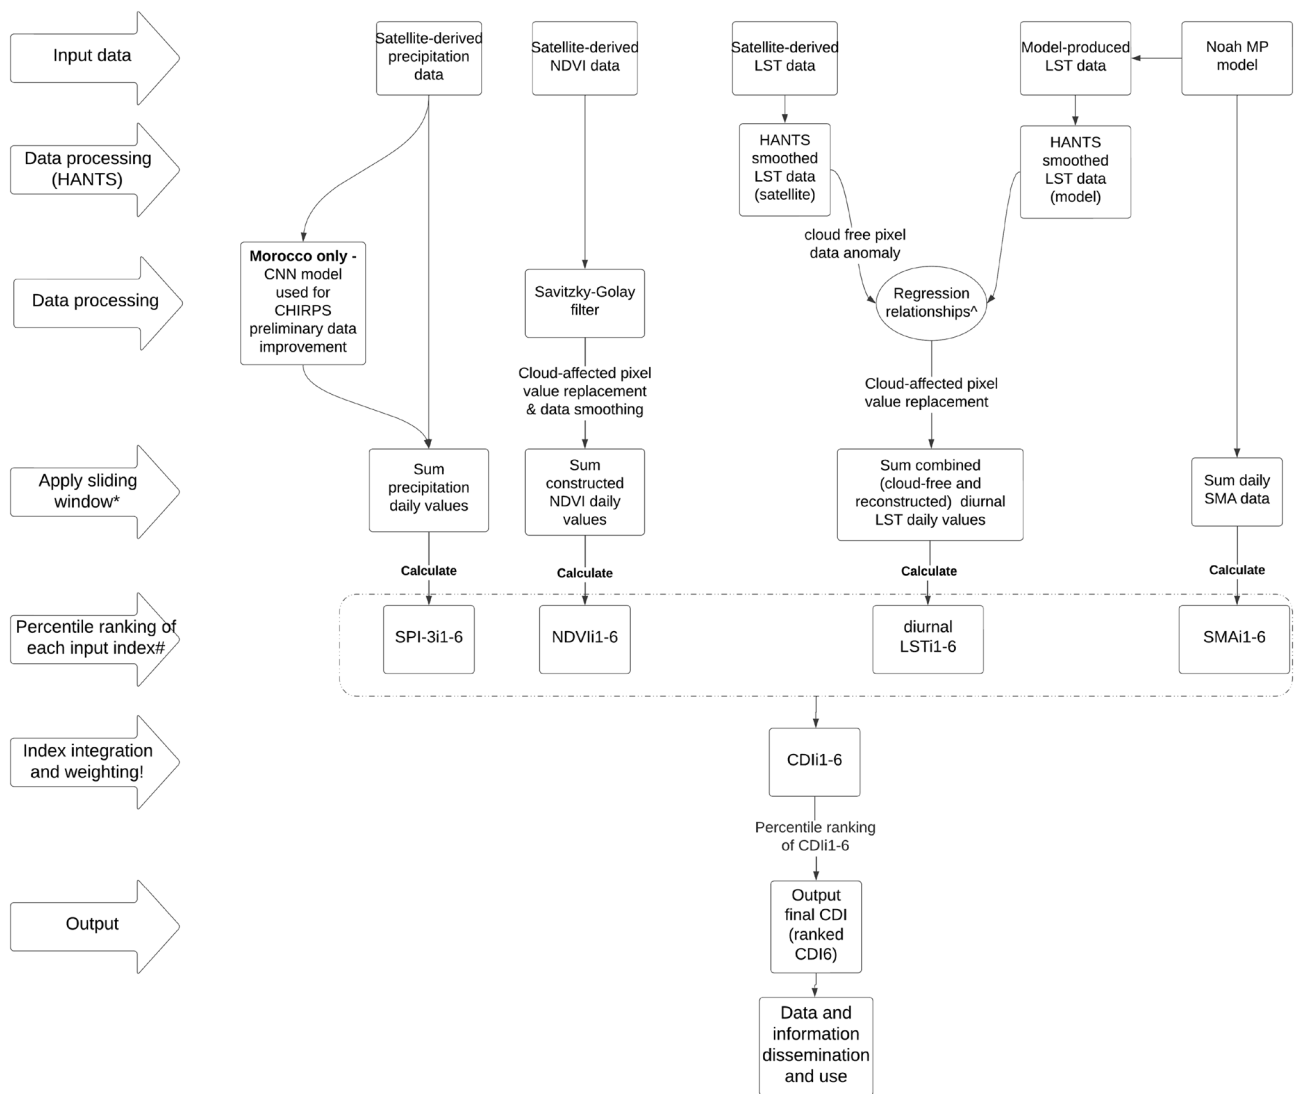 Input data
Satellite-derived
precipitation
data
Satellite-derived
NDVI data
Satellite-derived
LST data
Model-produced
LST data
Noah MP
model
Data processing
(HANTS)
HANTS
smoothed
LST data
(satellite)
HANTS
smoothed
LST data
(model)
cloud free pixel
data anomaly
Data processing
Morocco only -
CNN model
used for
CHIRPS
preliminary data
improvement
Savitzky-Golay
filter
Regression
relationships^
Cloud-affected pixel
value replacement
& data smoothing
Cloud-affected pixel
value replacement
Apply sliding
window*
Sum
precipitation
daily values
Sum
constructed
NDVI daily
values
Sum combined
(cloud-free and
reconstructed) diurnal
LST daily values
Sum daily
SMA data
Calculate
Calculate
Calculate
Calculate
Percentile ranking of
each input index#
SPI-3i1-6
NDVIi1-6
diurnal
LSTi1-6
SMAi1-6
Index integration
and weighting!
CDIi1-6
Percentile ranking
of CDIi1-6
Output
Output
final CDI
(ranked
CDI6)
Data and
information
dissemination
and use